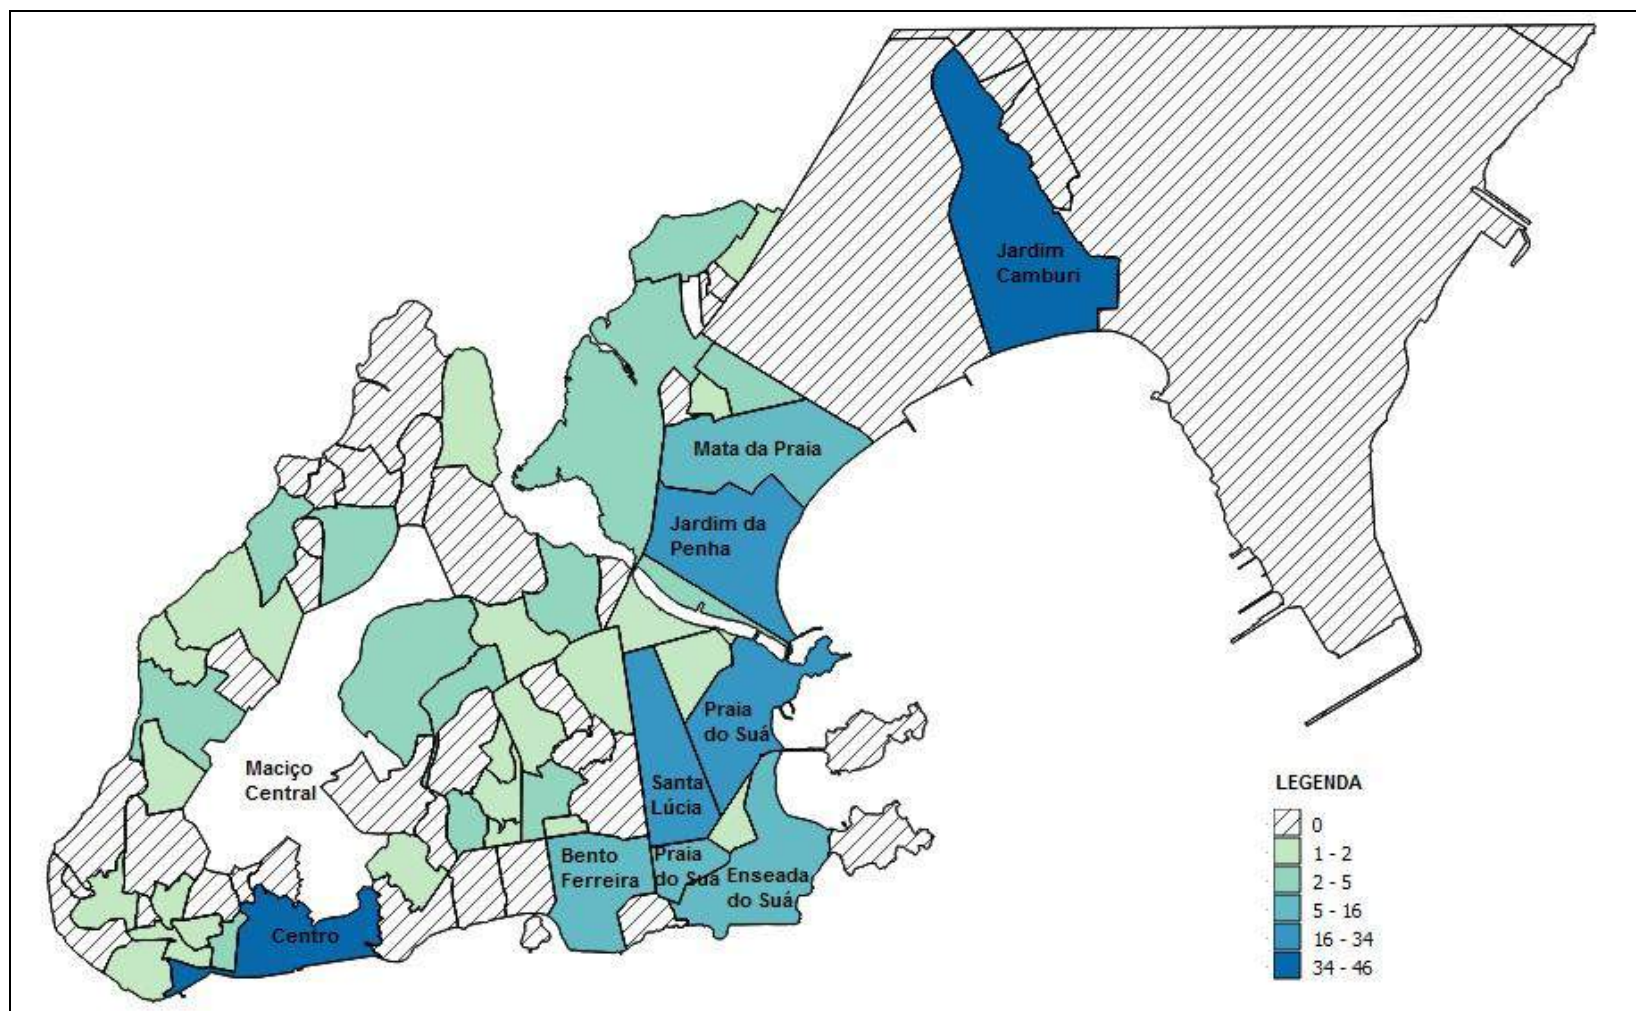 Jardim
Camburi
Mata da Praia
Jardim da
Penha
Praia
do Suá
Santa
Lúcia
Maciço
Central
Bento
Ferreira
Praia
do Suá
Enseada
do Suá
Centro
LEGENDA
0
1 - 2
2 - 5
5 - 16
16 - 34
34 - 46